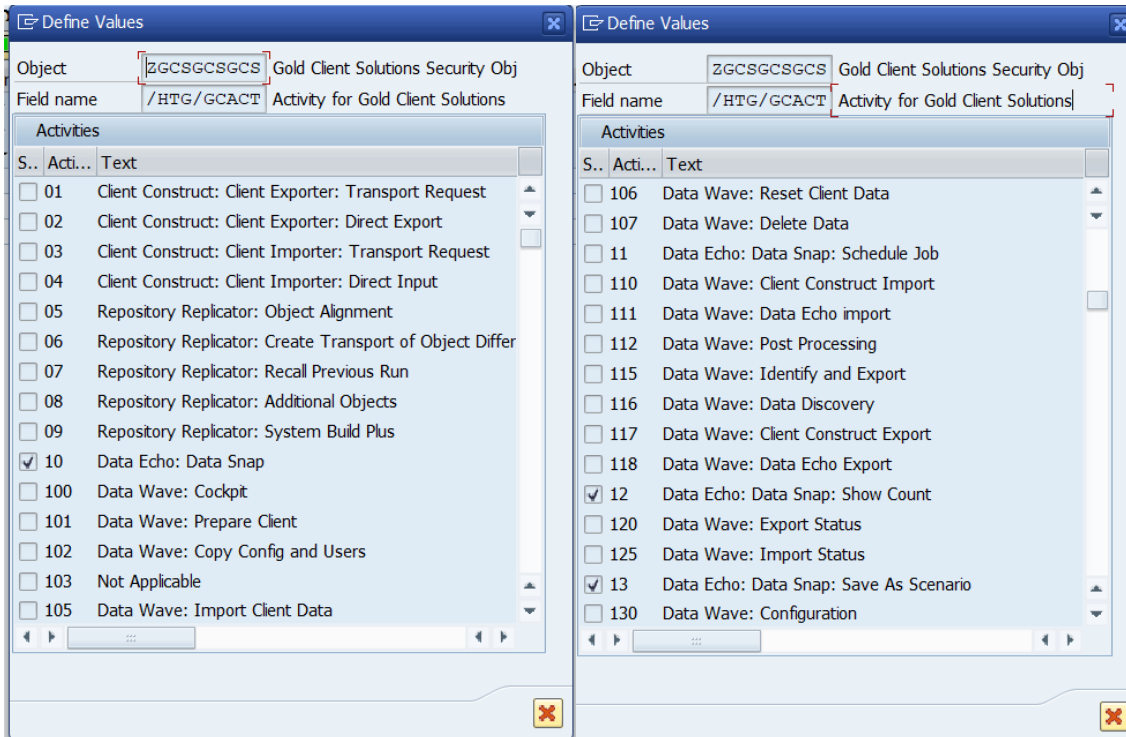 Define Values
Object ZGCSGCSGCS Gold Client Solutions Security Obj
Field name /HTG/GCACT Activity for Gold Client Solutions
Activities
S.. Acti... Text
01 Client Construct: Client Exporter: Transport Request
02 Client Construct: Client Exporter: Direct Export
03 Client Construct: Client Importer: Transport Request
04 Client Construct: Client Importer: Direct Input
05 Repository Replicator: Object Alignment
06 Repository Replicator: Create Transport of Object Differ
07 Repository Replicator: Recall Previous Run
08 Repository Replicator: Additional Objects
09 Repository Replicator: System Build Plus
10 Data Echo: Data Snap
100 Data Wave: Cockpit
101 Data Wave: Prepare Client
102 Data Wave: Copy Config and Users
103 Not Applicable
105 Data Wave: Import Client Data
Define Values
Object ZGCSGCSGCS Gold Client Solutions Security Obj
Field name /HTG/GCACT Activity for Gold Client Solutions
Activities
S.. Acti... Text
106 Data Wave: Reset Client Data
107 Data Wave: Delete Data
11 Data Echo: Data Snap: Schedule Job
110 Data Wave: Client Construct Import
111 Data Wave: Data Echo import
112 Data Wave: Post Processing
115 Data Wave: Identify and Export
116 Data Wave: Data Discovery
117 Data Wave: Client Construct Export
118 Data Wave: Data Echo Export
12 Data Echo: Data Snap: Show Count
120 Data Wave: Export Status
125 Data Wave: Import Status
13 Data Echo: Data Snap: Save As Scenario
130 Data Wave: Configuration